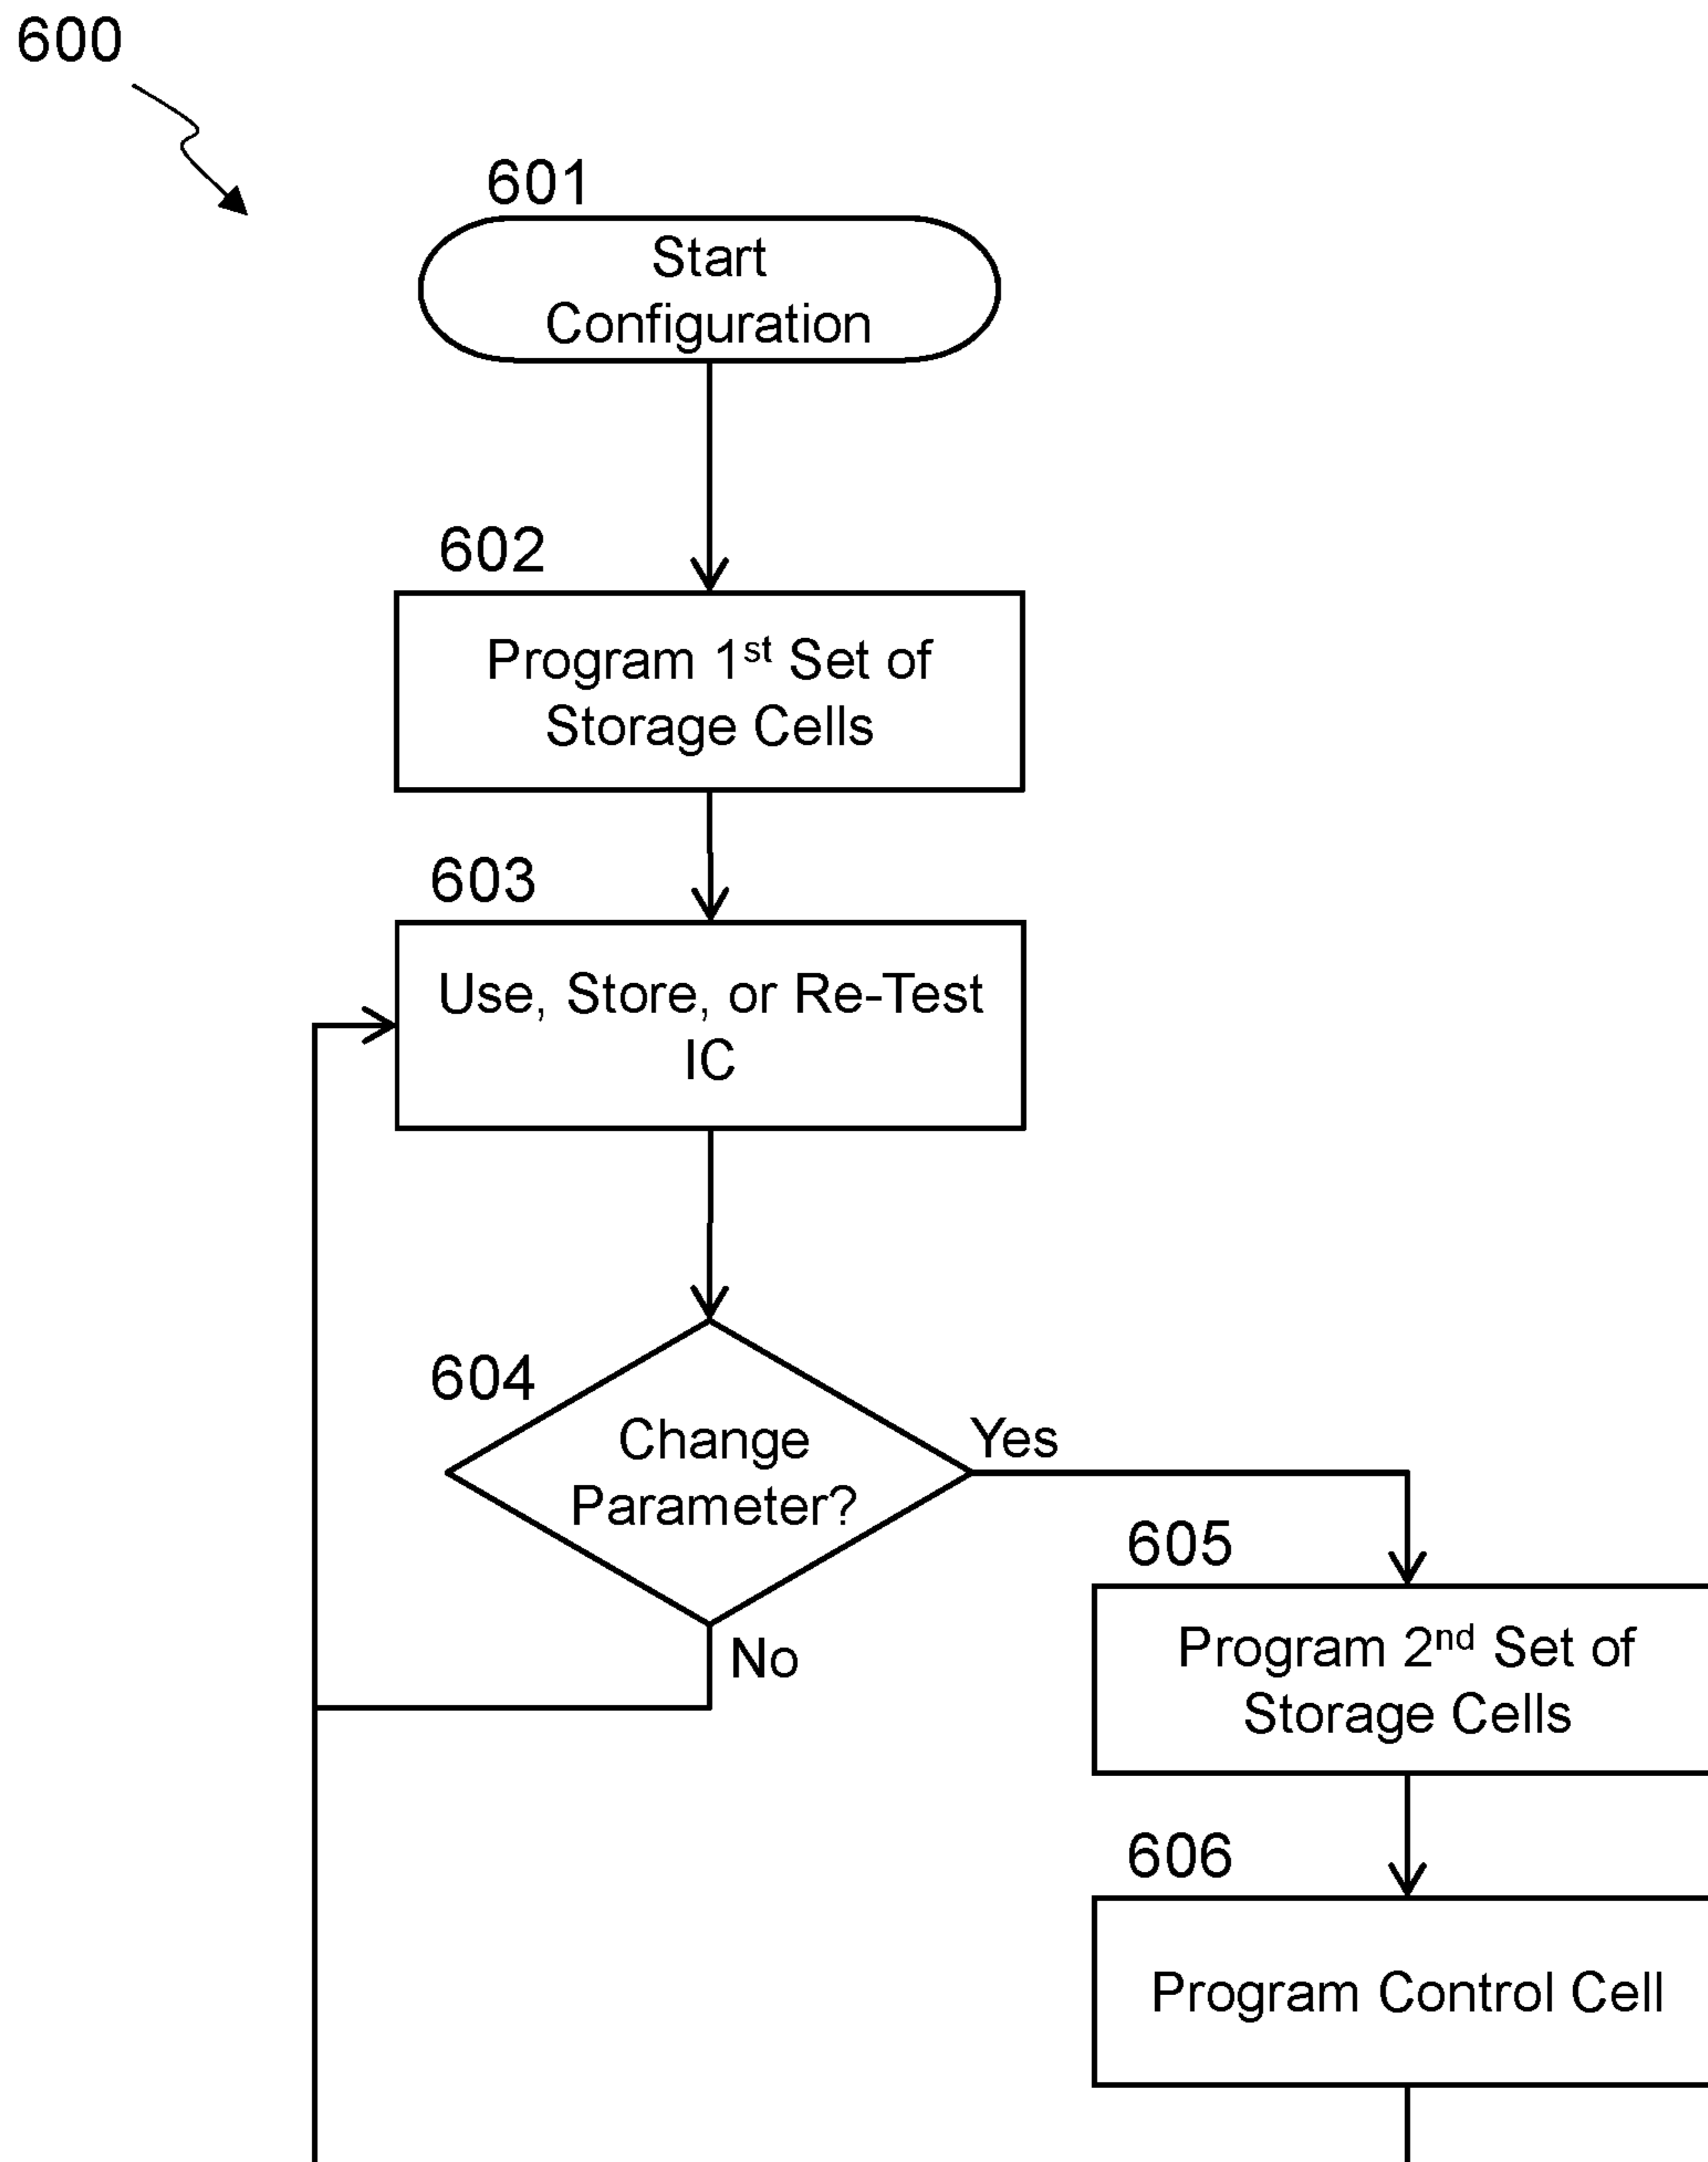 600
601
Start
Configuration
602
Program 1st Set of
Storage Cells
603
Use, Store, or Re-Test
IC
604
Change
Parameter?
Yes
No
605
Program 2nd Set of
Storage Cells
606
Program Control Cell